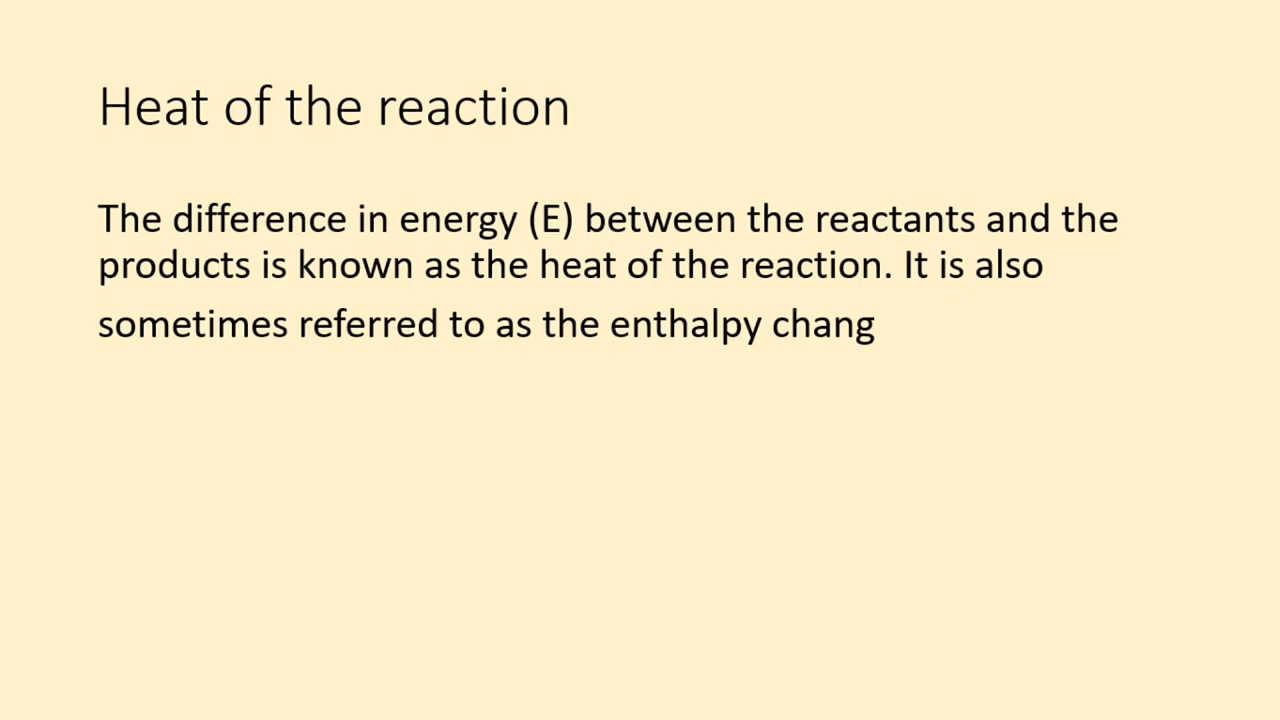 Heat of the reaction
The difference in energy (E) between the reactants and the
products is known as the heat of the reaction. It is also
sometimes referred to as the enthalpy chang